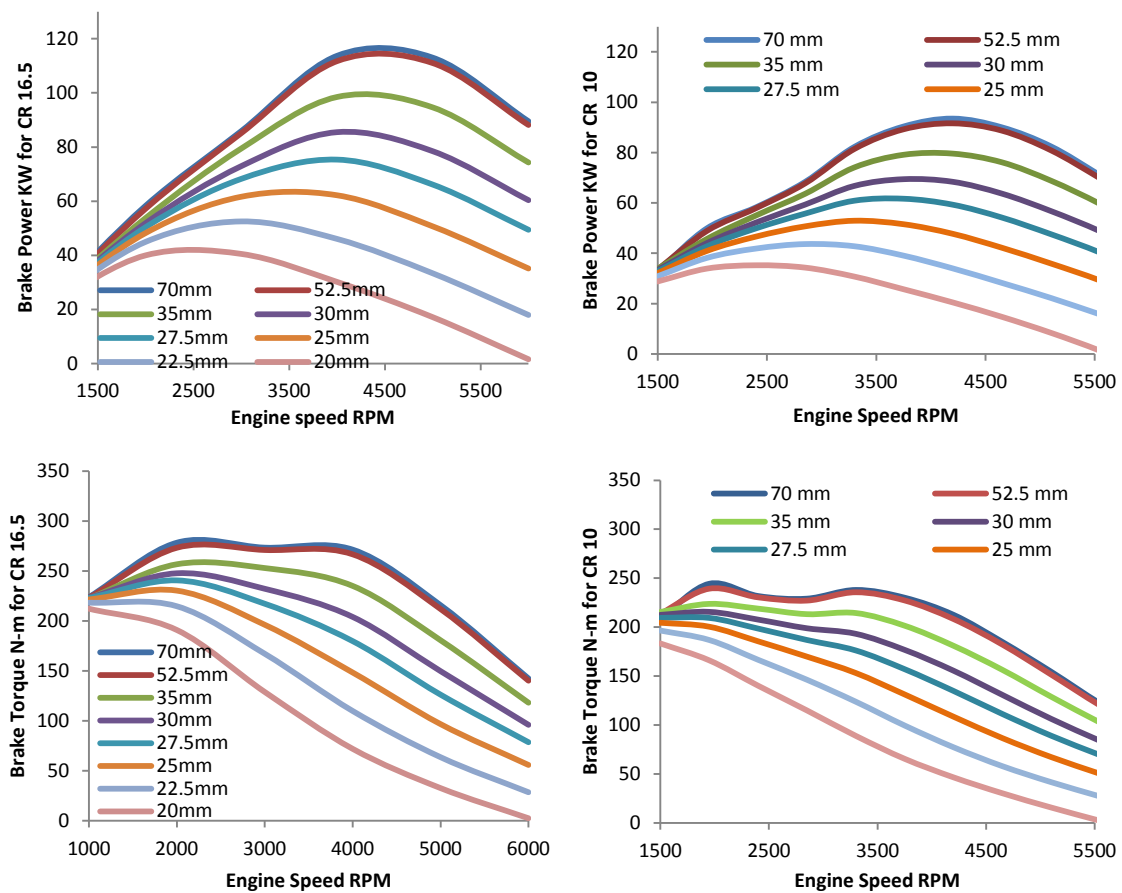 Brake Power KW for CR 16.5
120
100
80
60
40
20
0
70mm 52.5mm
35mm 30mm
27.5mm 25mm
22.5mm 20mm
1500 2500 3500 4500 5500
Engine speed RPM
Brake Power KW for CR 10
120
100
80
60
40
20
0
70 mm 52.5 mm
35 mm 30 mm
27.5 mm 25 mm
1500 2500 3500 4500 5500
Engine Speed RPM
Brake Torque N-m for CR 16.5
350
300
250
200
150
100
50
0
70mm
52.5mm
35mm
30mm
27.5mm
25mm
22.5mm
20mm
1000 2000 3000 4000 5000 6000
Engine Speed RPM
Brake Torque N-m for CR 10
350
300
250
200
150
100
50
0
70 mm 52.5 mm
35 mm 30 mm
27.5 mm 25 mm
1500 2500 3500 4500 5500
Engine Speed RPM